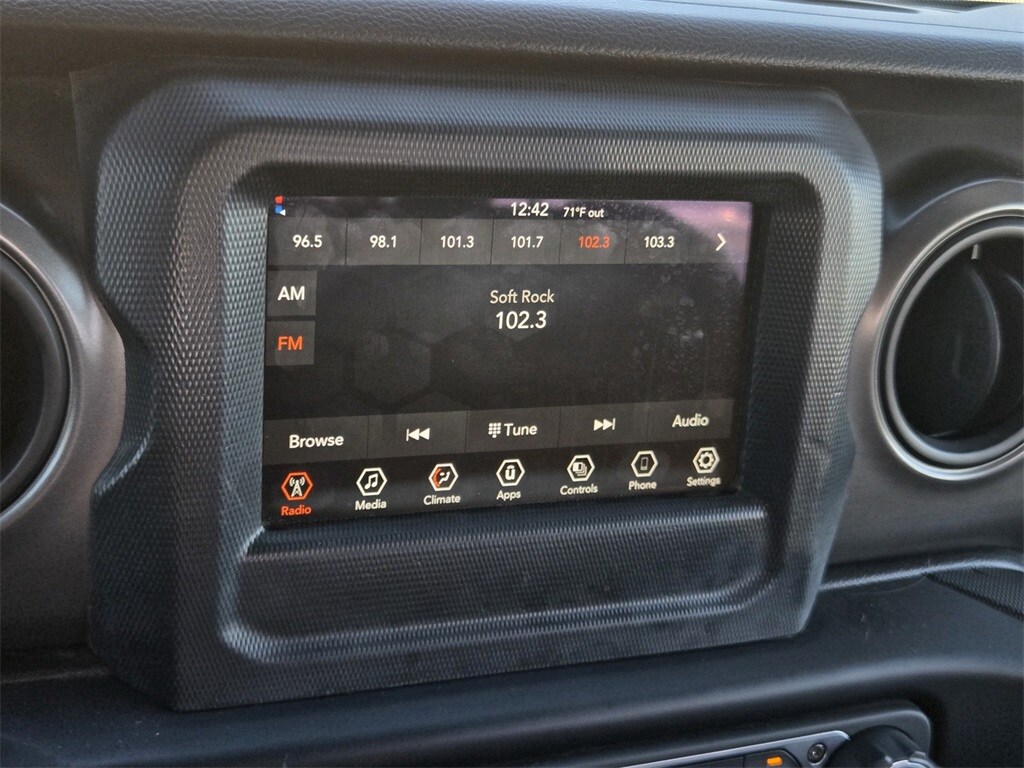 12:42 71°F out
96.5 98.1 101.3 101.7 102.3 103.3
AM
Soft Rock
102.3
FM
Browse Tune Audio
Radio Media Climate Apps Controls Phone Settings